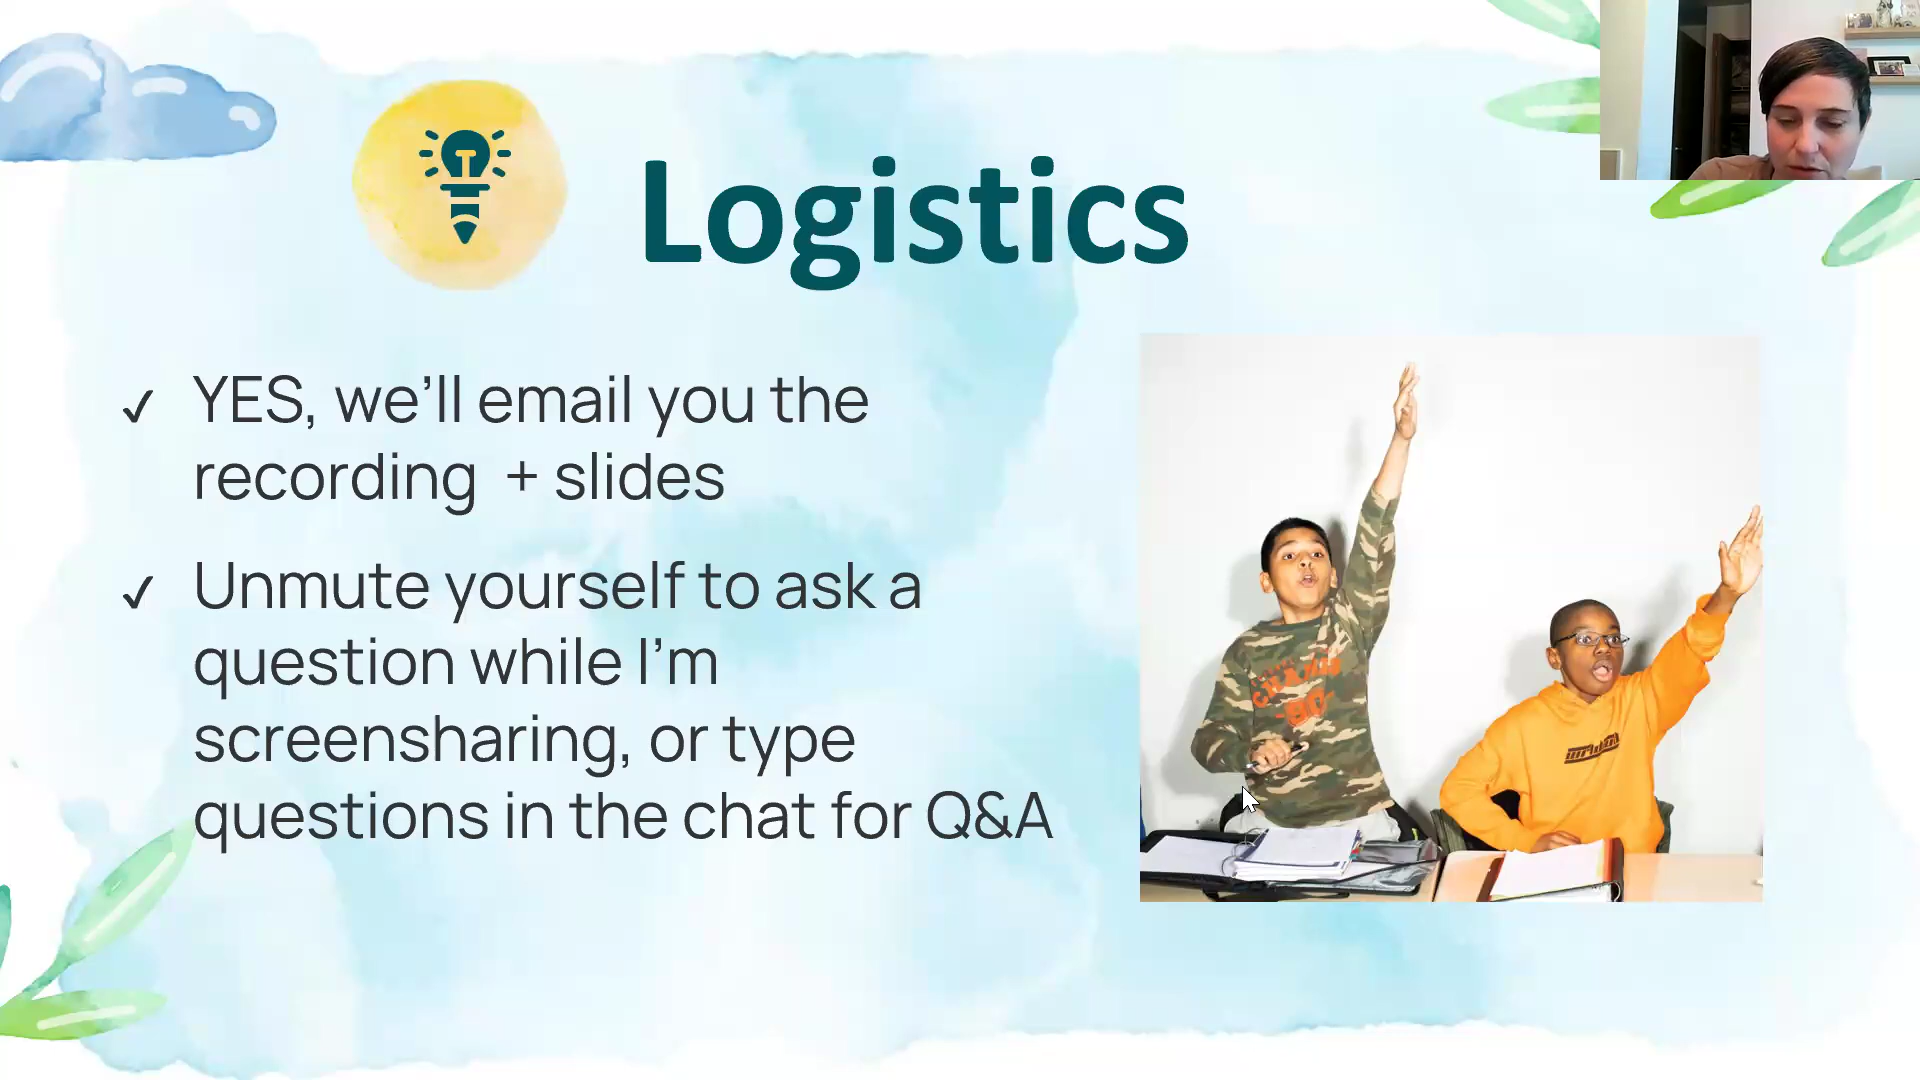 Logistics
✓ YES, we’ll email you the
recording + slides
✓ Unmute yourself to ask a
question while I’m
screensharing, or type
questions in the chat for Q&A